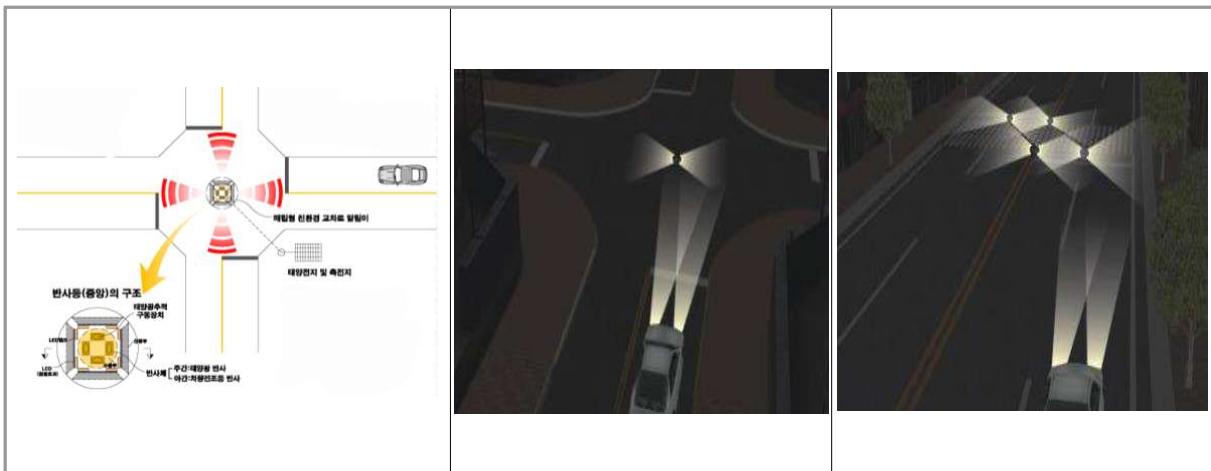 매립형 친환경 교차로 알림이
태양전지 및 축전지
반사등(중앙)의 구조
태양광추적
구동장치
LCD
반사체
주간:태양광 반사
야간:차량전조등 반사